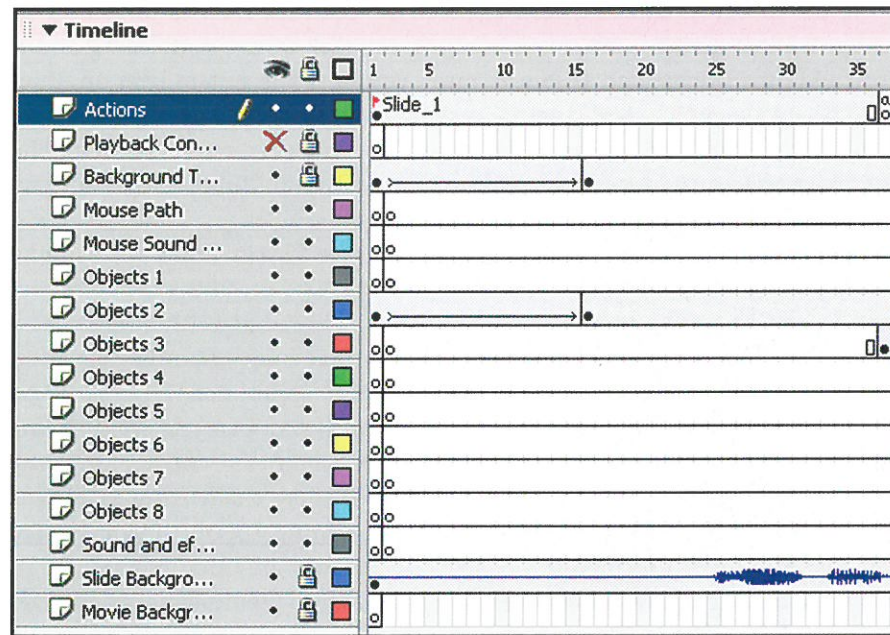 Timeline
1 5 10 15 20 25 30 35
Actions Slide_1 a
Playback Con...
Background T...
Mouse Path
Mouse Sound ...
Objects 1
Objects 2
Objects 3
Objects 4
Objects 5
Objects 6
Objects 7
Objects 8
Sound and ef...
Slide Backgro...
Movie Backgr...